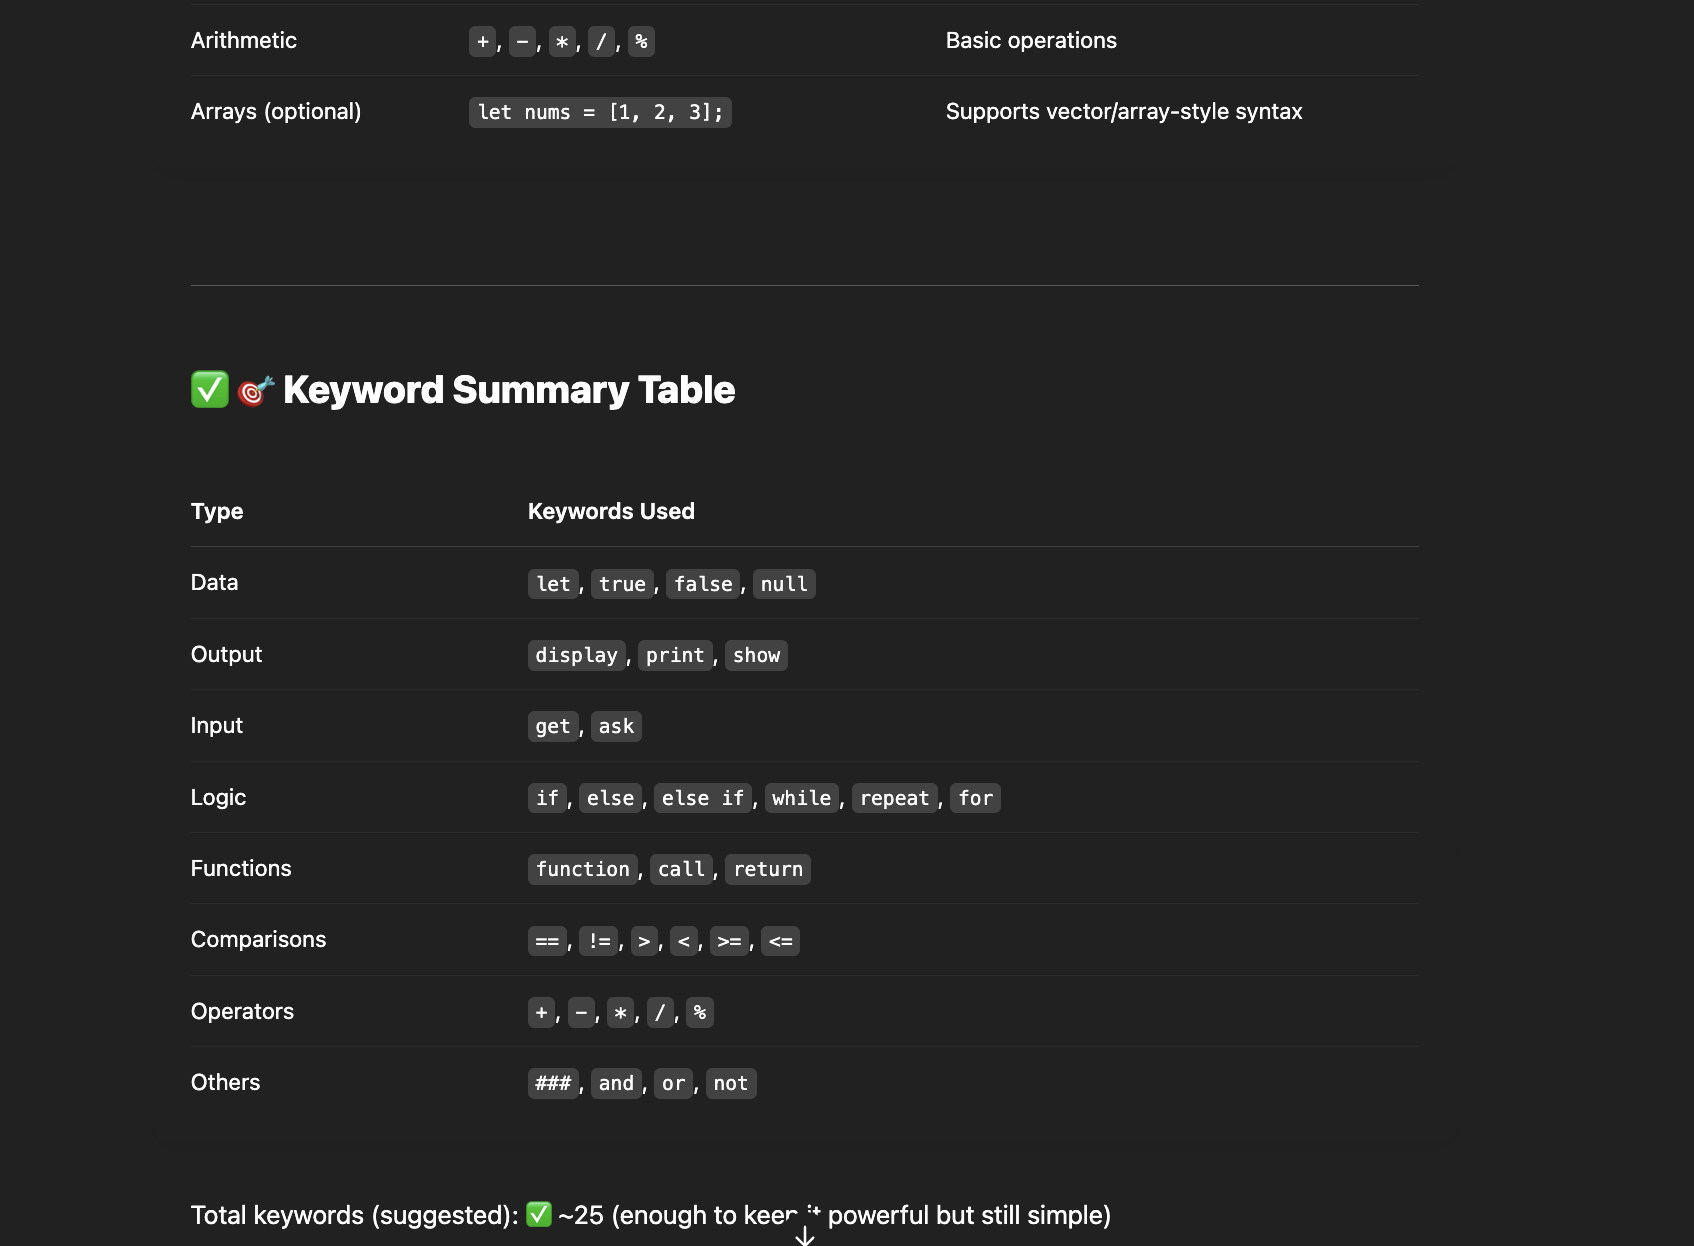 Arithmetic +, -, *, /, % Basic operations
Arrays (optional) let nums = [1, 2, 3]; Supports vector/array-style syntax
✅ 🎯 Keyword Summary Table
Type Keywords Used
Data let, true, false, null
Output display, print, show
Input get, ask
Logic if, else, else if, while, repeat, for
Functions function, call, return
Comparisons ==, !=, >, <, >=, <=
Operators +, -, *, /, %
Others ###, and, or, not
Total keywords (suggested): ✅ ~25 (enough to keep it powerful but still simple)